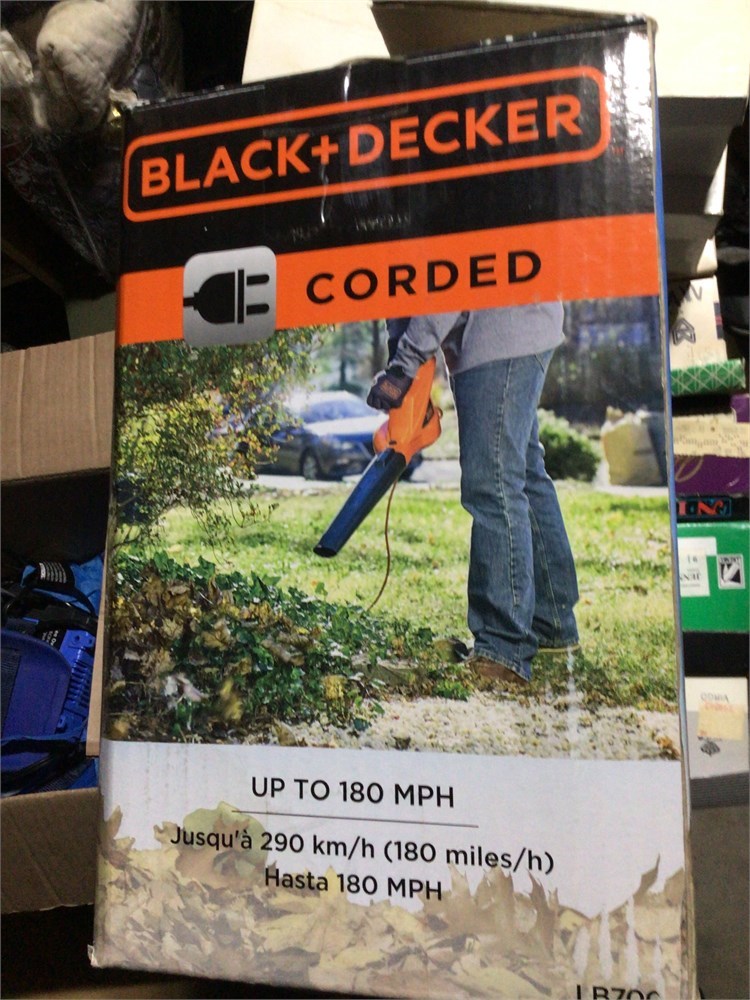 BLACK+DECKER
CORDED
UP TO 180 MPH
Jusqu'à 290 km/h (180 miles/h)
Hasta 180 MPH